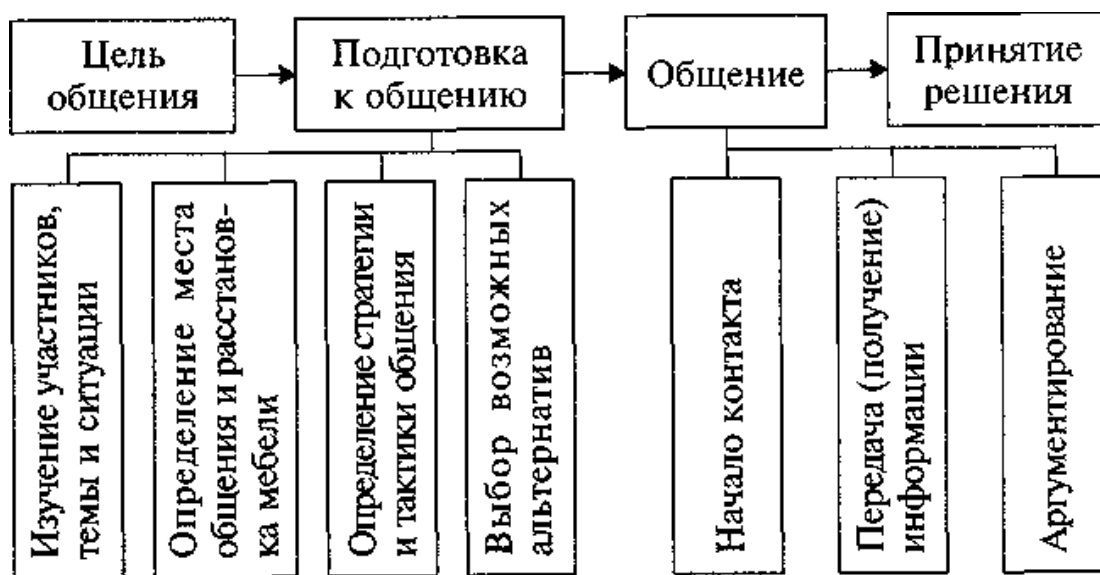 Цель
общения
Подготовка
к общению
Общение
Принятие
решения
Изучение участников,
темы и ситуации
Определение места
общения и расстанов-
ка мебели
Определение стратегии
и тактики общения
Выбор возможных
альтернатив
Начало контакта
Передача (получение)
информации
Аргументирование